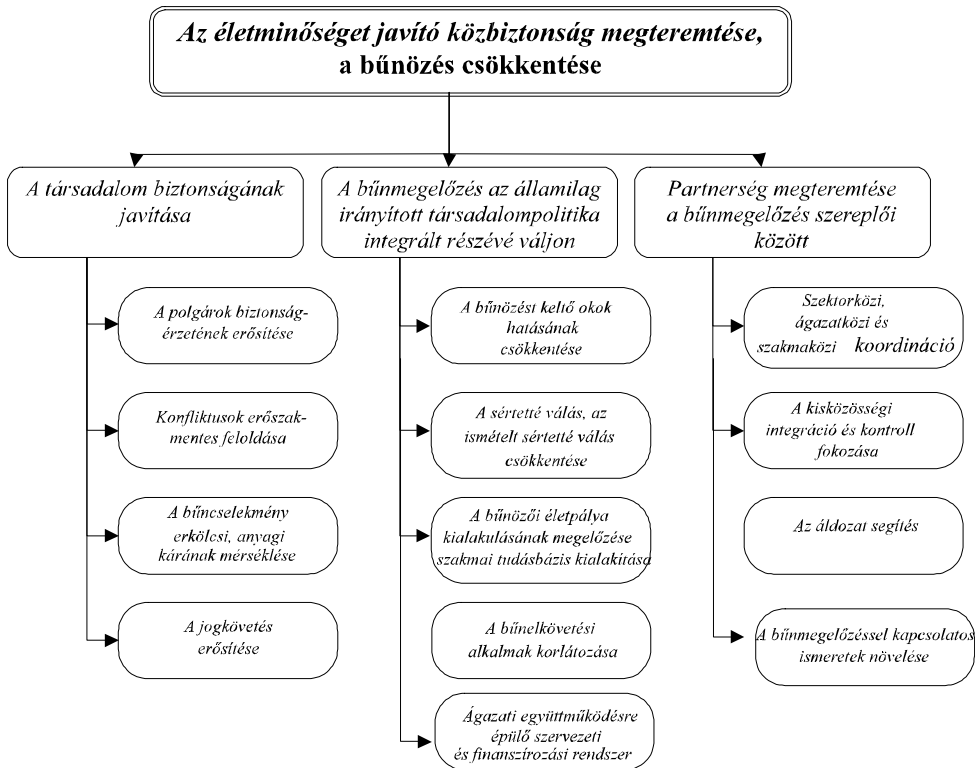 Az életminőséget javító közbiztonság megteremtése,
a bűnözés csökkentése
A társadalom biztonságának
javítása
A polgárok biztonság-
érzetének erősítése
Konfliktusok erőszak-
mentes feloldása
A bűncselekmény
erkölcsi, anyagi
kárának mérséklése
A jogkövetés
erősítése
A bűnmegelőzés az államilag
irányított társadalompolitika
integrált részévé váljon
A bűnözést keltő okok
hatásának
csökkentése
A sértetté válás, az
ismételt sértetté válás
csökkentése
A bűnözői életpálya
kialakulásának megelőzése
szakmai tudásbázis kialakítása
A bűnelkövetési
alkalmak korlátozása
Ágazati együttműködésre
épülő szervezeti
és finanszírozási rendszer
Partnerség megteremtése
a bűnmegelőzés szereplői
között
Szektorközi,
ágazatközi és
szakmaközi koordináció
A kisközösségi
integráció és kontroll
fokozása
Az áldozat segítés
A bűnmegelőzéssel kapcsolatos
ismeretek növelése